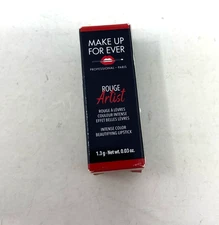 MAKE UP
FOR EVER
PROFESSIONAL - PARIS
ROUGE
Artist
ROUGE À LÈVRES
COULEUR INTENSE
EFFET BELLES LÈVRES
INTENSE COLOR
BEAUTIFYING LIPSTICK
1.3 g - Net wt. 0.03 oz.